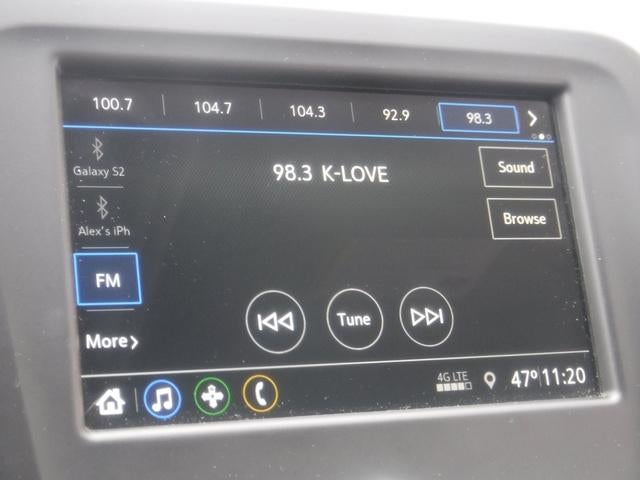 100.7 104.7 104.3 92.9 98.3
Galaxy S2
98.3 K-LOVE
Sound
Alex's iPh
Browse
FM
Tune
More
4G LTE
47° 11:20